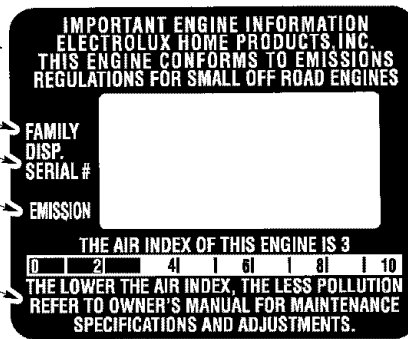 IMPORTANT ENGINE INFORMATION
ELECTROLUX HOME PRODUCTS, INC.
THIS ENGINE CONFORMS TO EMISSIONS
REGULATIONS FOR SMALL OFF ROAD ENGINES
FAMILY
DISP.
SERIAL #
EMISSION
THE AIR INDEX OF THIS ENGINE IS 3
0 2 4 6 8 10
THE LOWER THE AIR INDEX, THE LESS POLLUTION
REFER TO OWNER'S MANUAL FOR MAINTENANCE
SPECIFICATIONS AND ADJUSTMENTS.